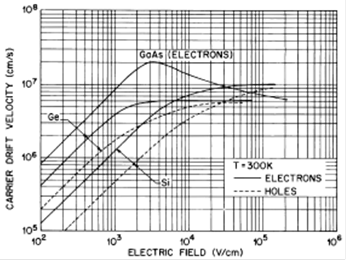 10⁸
GaAs (ELECTRONS)
10⁷
Ge
10⁶
Si
T = 300K
ELECTRONS
HOLES
10⁵
10² 10³ 10⁴ 10⁵ 10⁶
ELECTRIC FIELD (V/cm)
CARRIER DRIFT VELOCITY (cm/s)